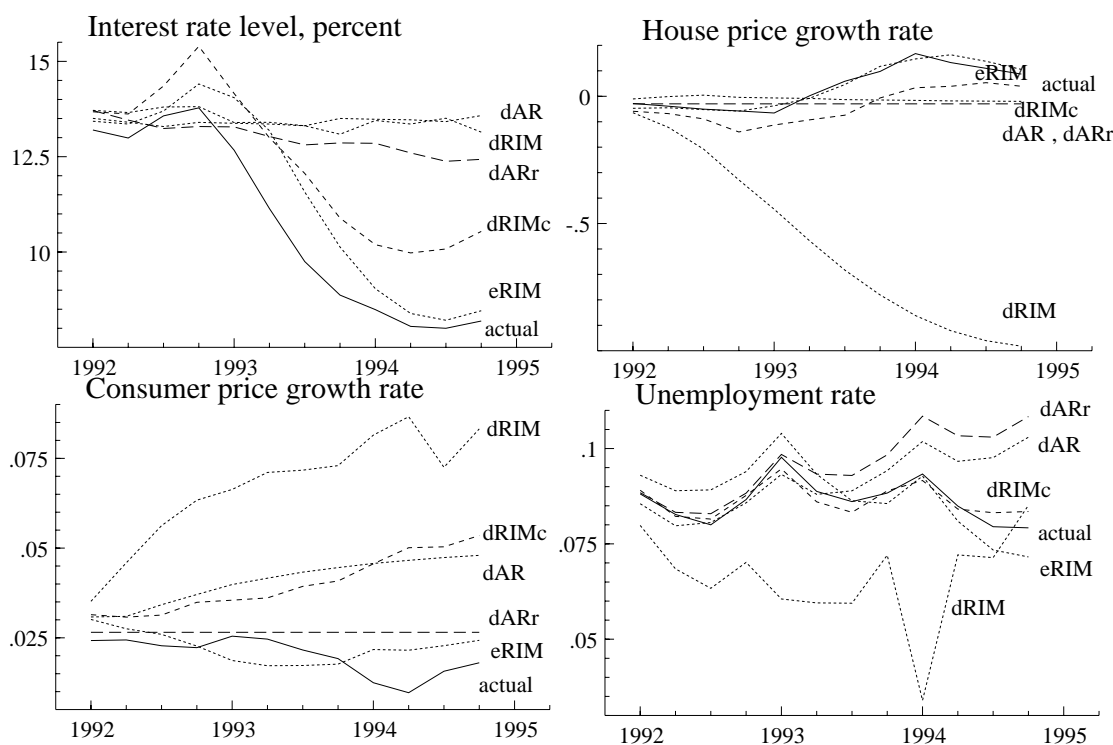 Interest rate level, percent
15
12.5
10
dAR
dRIM
dARr
dRIMc
eRIM
actual
1992 1993 1994 1995
House price growth rate
0
-.5
eRIM
actual
dRIMc
dAR , dARr
dRIM
1992 1993 1994 1995
Consumer price growth rate
.075
.05
.025
dRIM
dRIMc
dAR
dARr
eRIM
actual
1992 1993 1994 1995
Unemployment rate
.1
.075
.05
dARr
dAR
dRIMc
actual
eRIM
dRIM
1992 1993 1994 1995